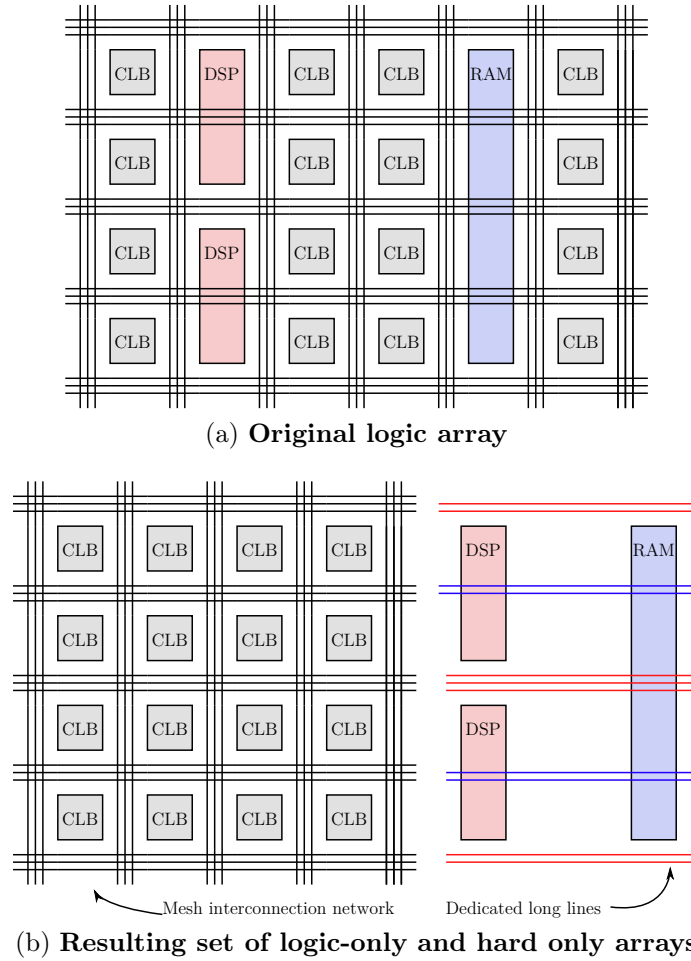 CLB DSP CLB CLB RAM CLB
CLB CLB CLB CLB
CLB DSP CLB CLB CLB
CLB CLB CLB CLB
(a) Original logic array
CLB CLB CLB CLB DSP RAM
CLB CLB CLB CLB
CLB CLB CLB CLB DSP
CLB CLB CLB CLB
Mesh interconnection network Dedicated long lines
(b) Resulting set of logic-only and hard only arrays